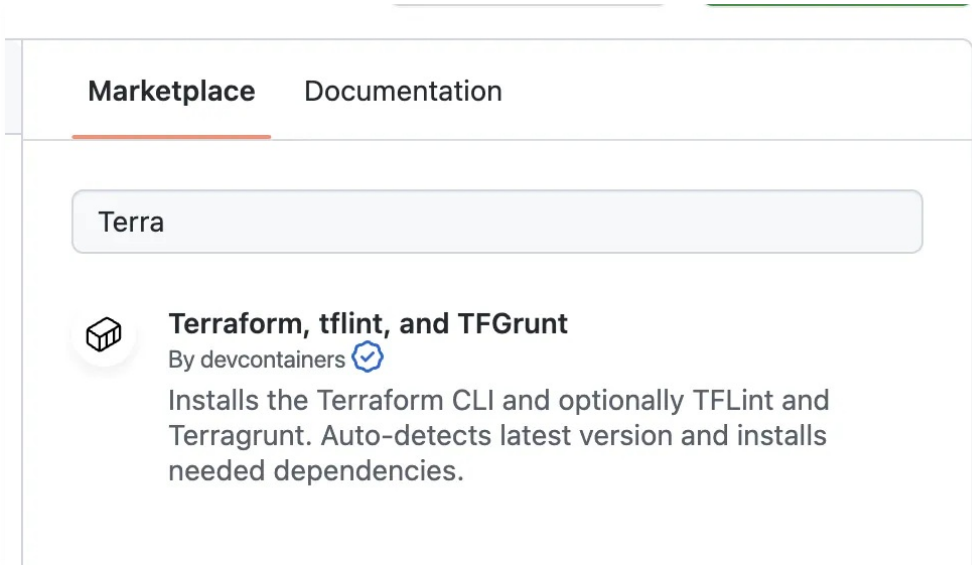 Marketplace Documentation
Terra
Terraform, tflint, and TFGrunt
By devcontainers
Installs the Terraform CLI and optionally TFLint and
Terragrunt. Auto-detects latest version and installs
needed dependencies.